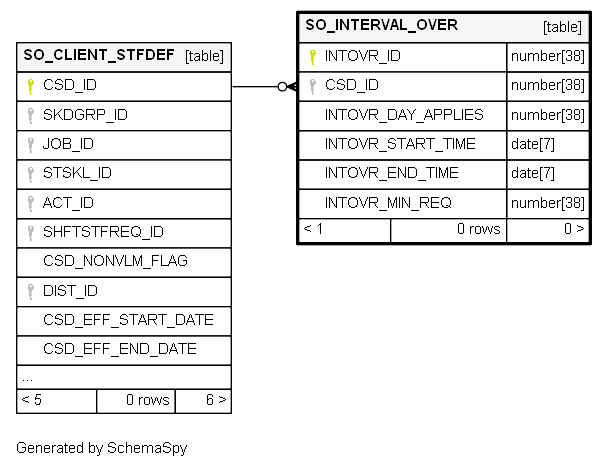 SO_CLIENT_STFDEF [table]
CSD_ID
SKDGRP_ID
JOB_ID
STSKL_ID
ACT_ID
SHFTSTFREQ_ID
CSD_NONVLM_FLAG
DIST_ID
CSD_EFF_START_DATE
CSD_EFF_END_DATE
...
< 5 0 rows 6 >
SO_INTERVAL_OVER [table]
INTOVR_ID number[38]
CSD_ID number[38]
INTOVR_DAY_APPLIES number[38]
INTOVR_START_TIME date[7]
INTOVR_END_TIME date[7]
INTOVR_MIN_REQ number[38]
< 1 0 rows 0 >
Generated by SchemaSpy